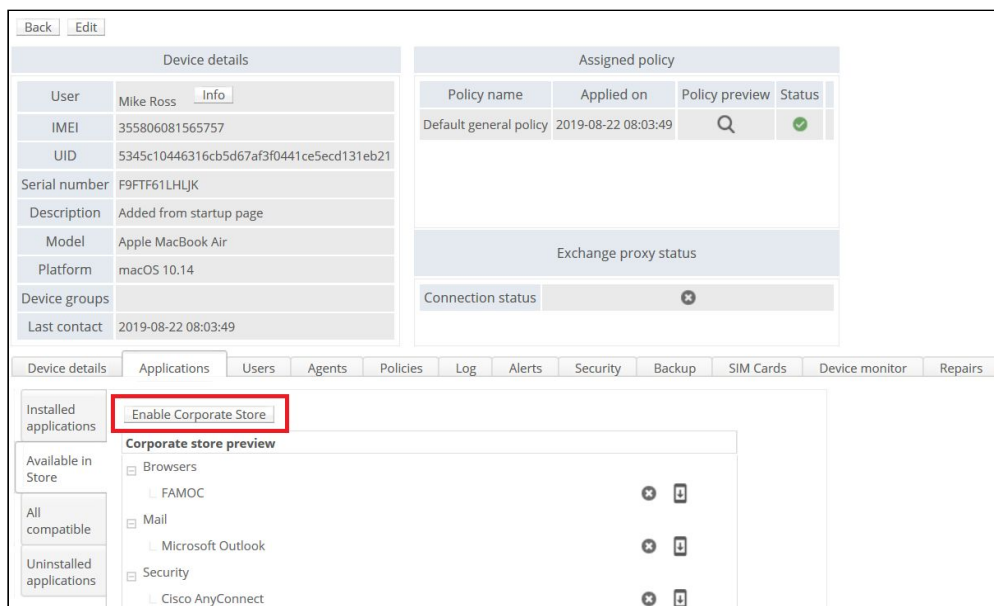 Back Edit
Device details
User Mike Ross Info
IMEI 355806081565757
UID 5345c10446316cb5d67af3f0441ce5ecd131eb21
Serial number F9FTF61LHLJK
Description Added from startup page
Model Apple MacBook Air
Platform macOS 10.14
Device groups
Last contact 2019-08-22 08:03:49
Assigned policy
Policy name Applied on Policy preview Status
Default general policy 2019-08-22 08:03:49
Exchange proxy status
Connection status
Device details Applications Users Agents Policies Log Alerts Security Backup SIM Cards Device monitor Repairs
Installed
applications
Available in
Store
All
compatible
Uninstalled
applications
Enable Corporate Store
Corporate store preview
Browsers
FAMOC
Mail
Microsoft Outlook
Security
Cisco AnyConnect